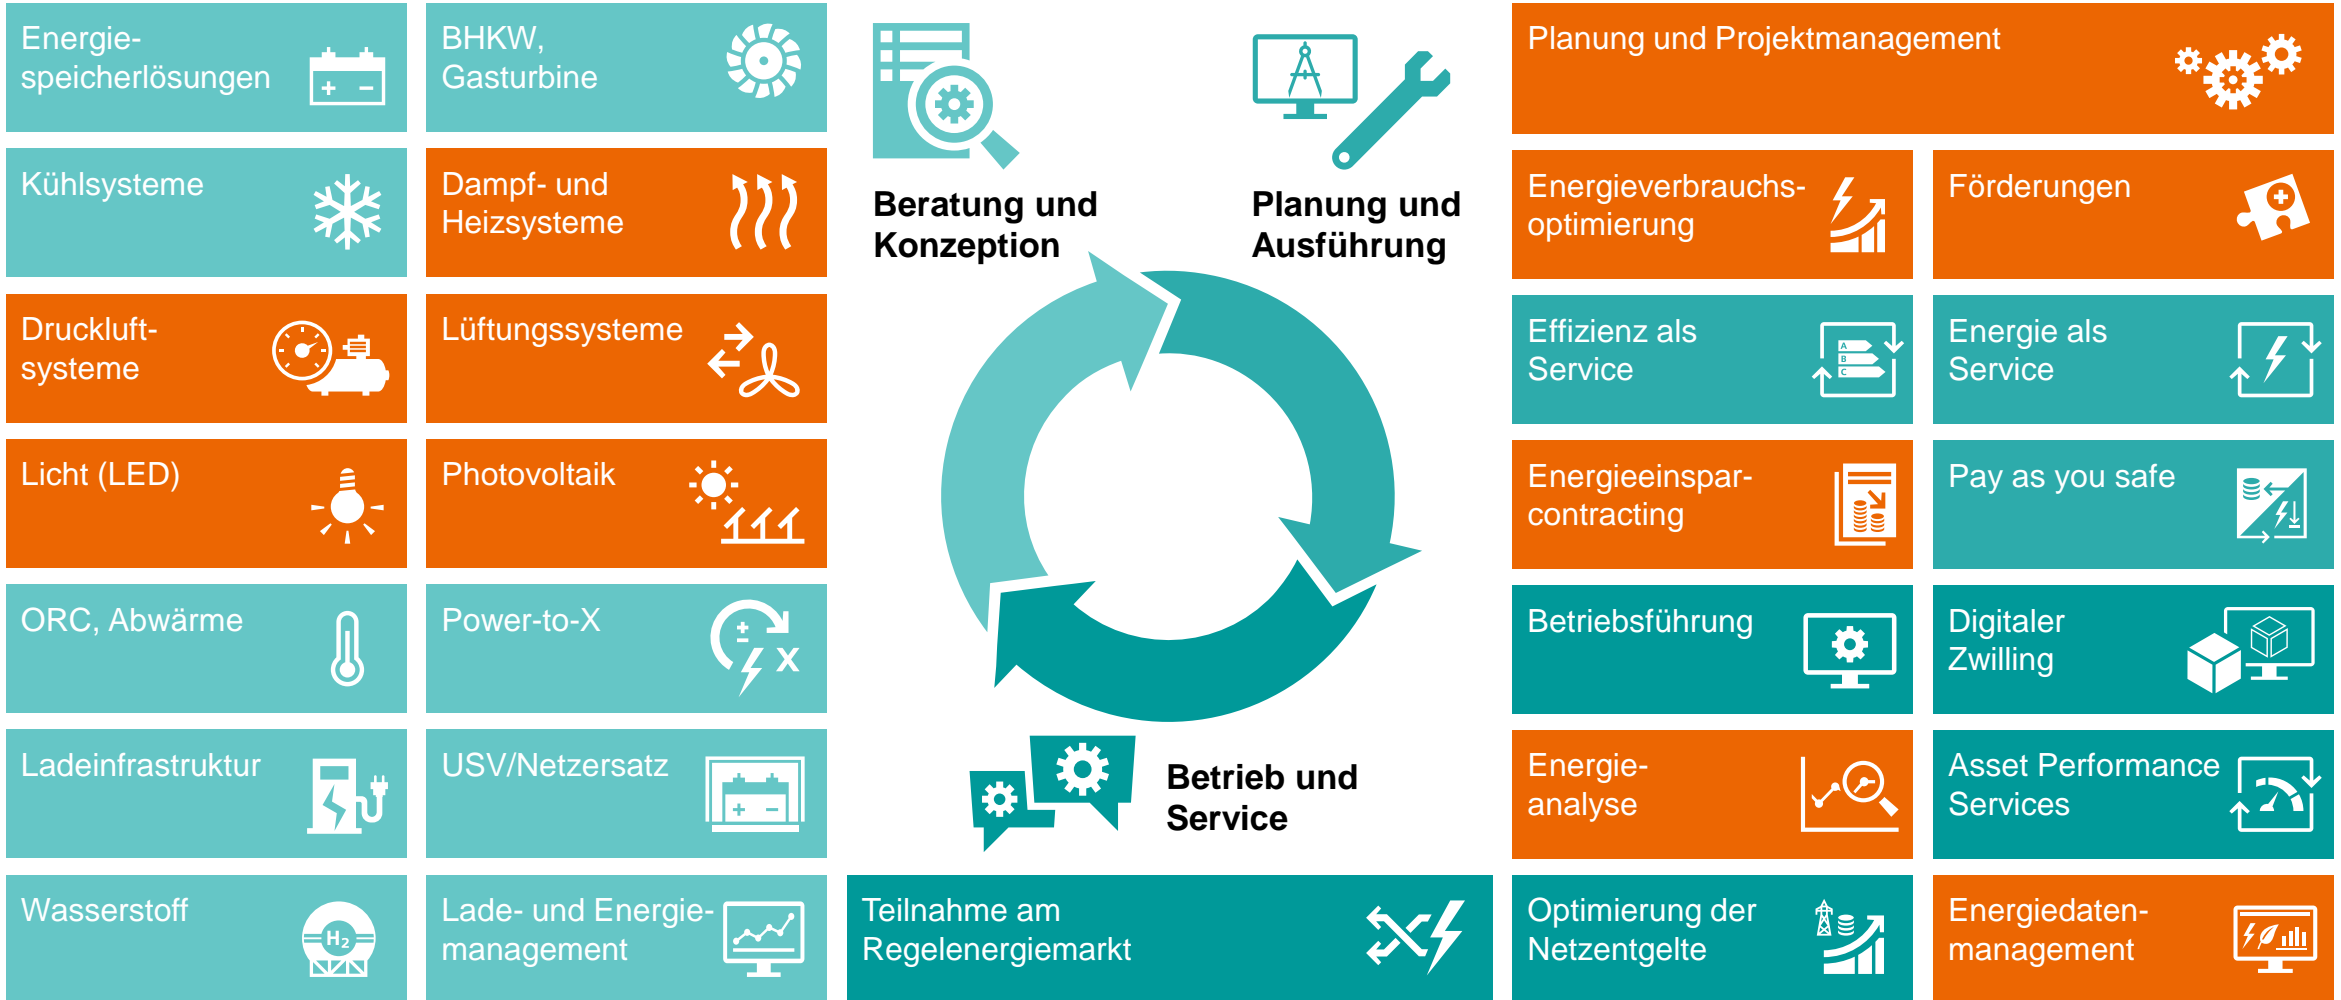 Energie-
speicherlösungen
BHKW,
Gasturbine
Kühlsysteme
Dampf- und
Heizsysteme
Druckluft-
systeme
Lüftungssysteme
Licht (LED)
Photovoltaik
ORC, Abwärme
Power-to-X
X
Ladeinfrastruktur
USV/Netzersatz
Wasserstoff
H2
Lade- und Energie-
management
Beratung und
Konzeption
Planung und
Ausführung
Betrieb und
Service
Teilnahme am
Regelenergiemarkt
Planung und Projektmanagement
Energieverbrauchs-
optimierung
Förderungen
Effizienz als
Service
A
B
C
Energie als
Service
Energieeinspar-
contracting
Pay as you safe
Betriebsführung
Digitaler
Zwilling
Energie-
analyse
Asset Performance
Services
Optimierung der
Netzentgelte
Energiedaten-
management